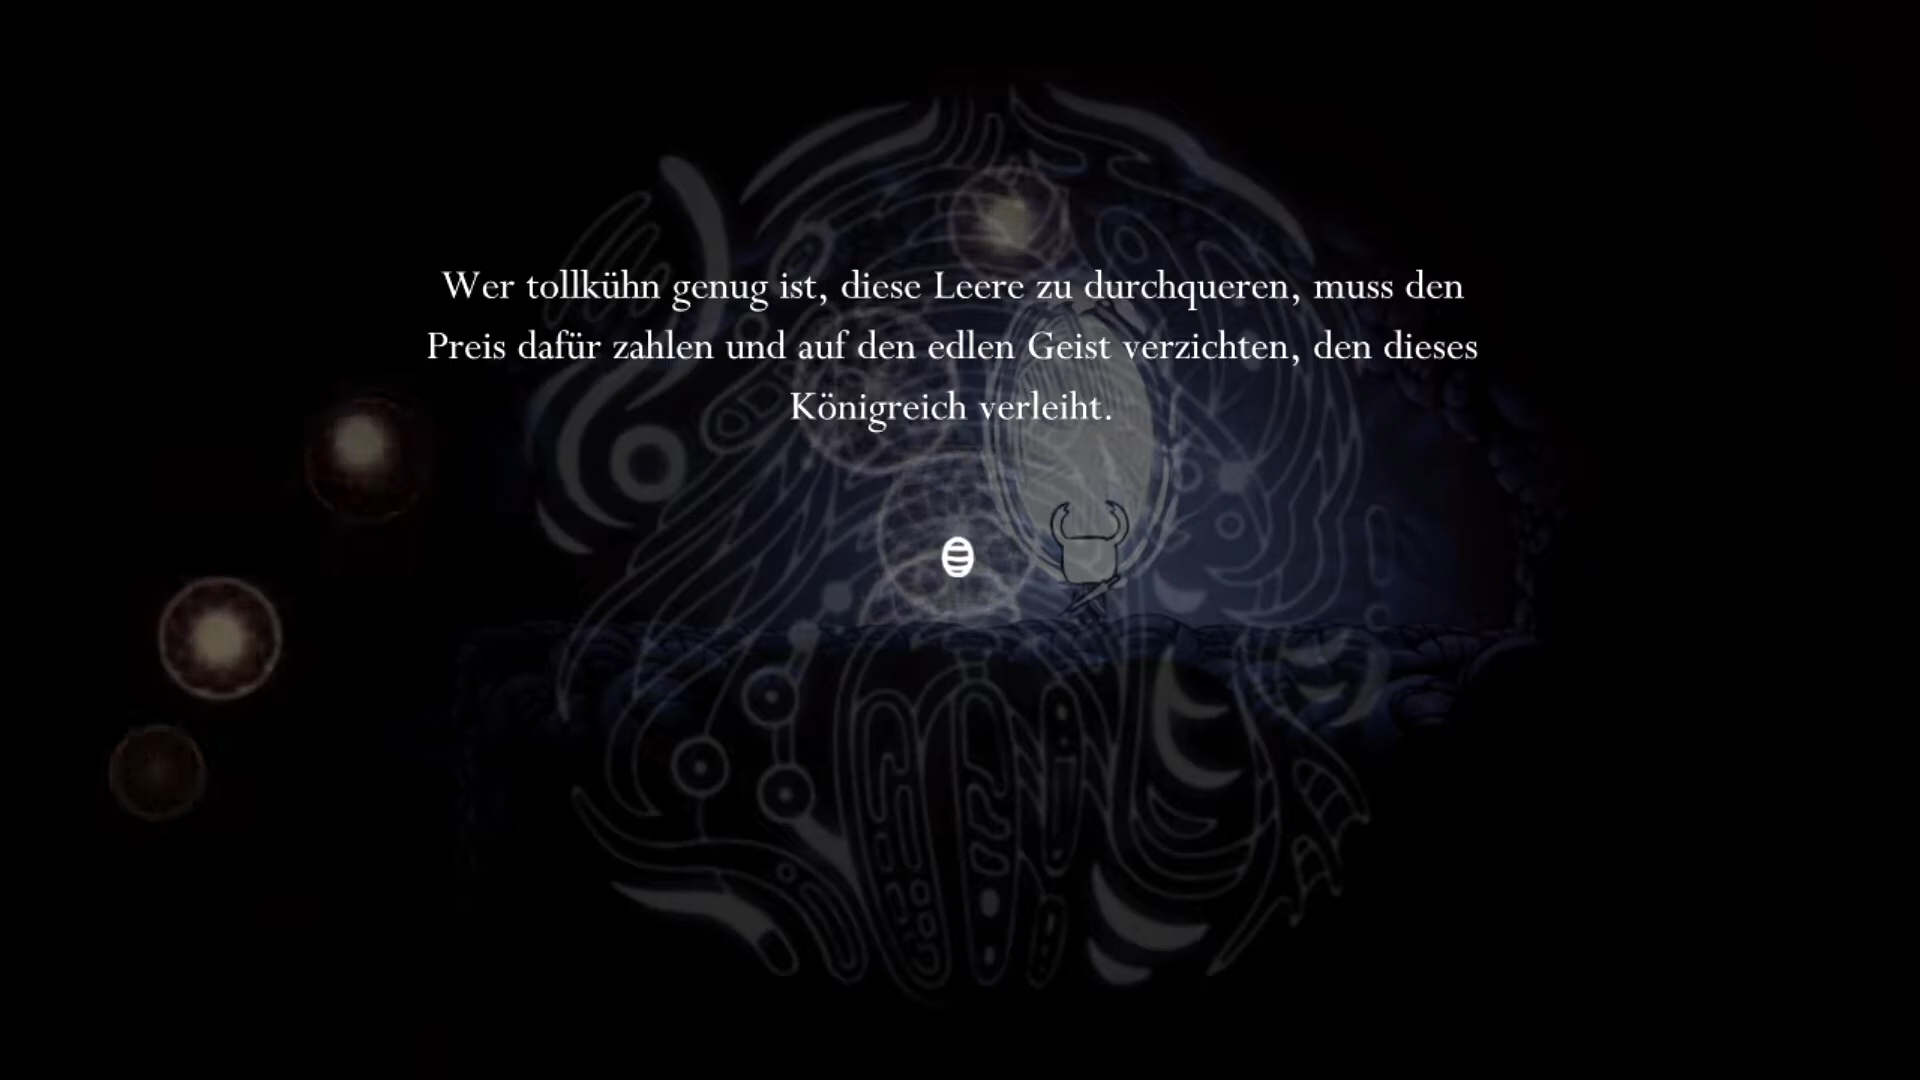 Wer tollkühn genug ist, diese Leere zu durchqueren, muss den
Preis dafür zahlen und auf den edlen Geist verzichten, den dieses
Königreich verleiht.